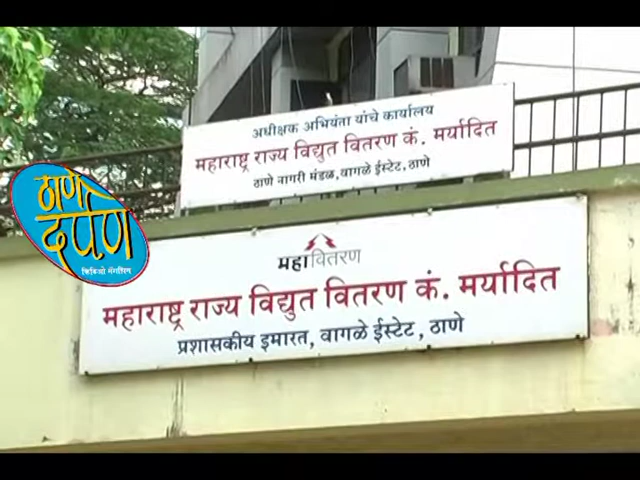 अधीक्षक अभियंता यांचे कार्यालय
महाराष्ट्र राज्य विद्युत वितरण कं. मर्यादित
ठाणे नागरी मंडळ, वागळे ईस्टेट, ठाणे
ठाणे
दर्पण
व्हिडिओ मॅगझिन
महावितरण
महाराष्ट्र राज्य विद्युत वितरण कं. मर्यादित
प्रशासकीय इमारत, वागळे ईस्टेट, ठाणे